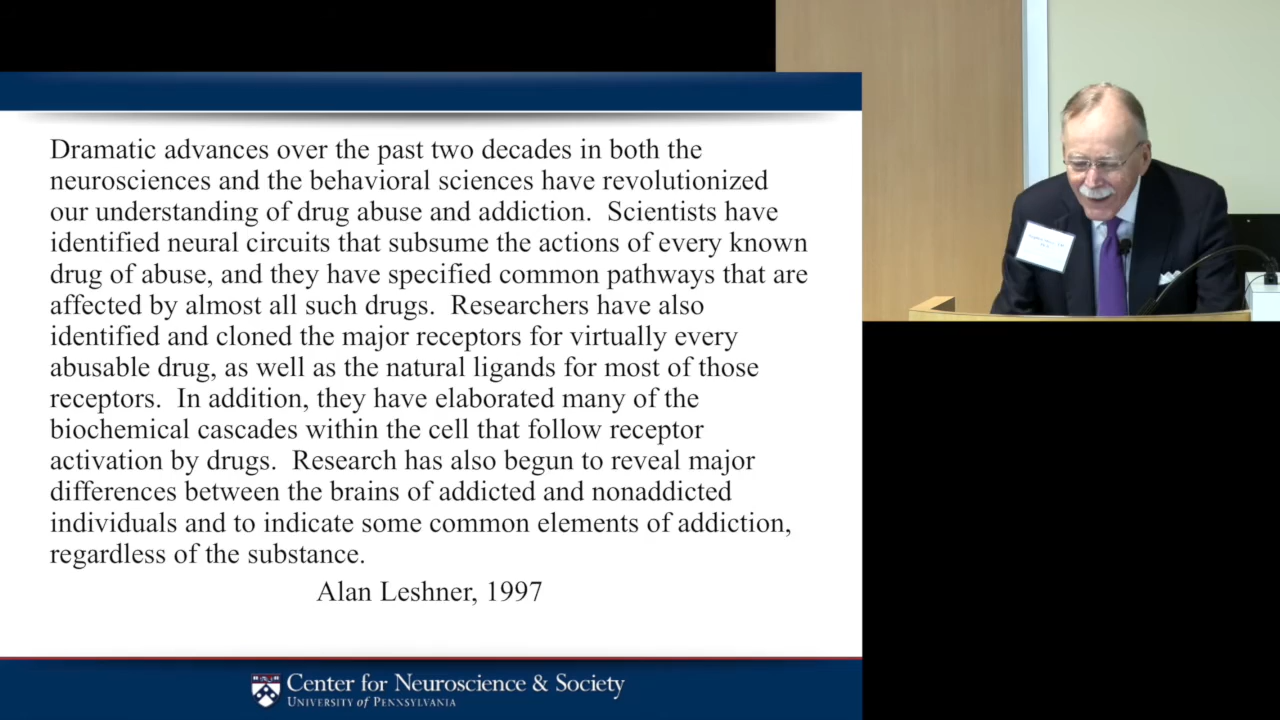 Dramatic advances over the past two decades in both the
neurosciences and the behavioral sciences have revolutionized
our understanding of drug abuse and addiction.  Scientists have
identified neural circuits that subsume the actions of every known
drug of abuse, and they have specified common pathways that are
affected by almost all such drugs.  Researchers have also
identified and cloned the major receptors for virtually every
abusable drug, as well as the natural ligands for most of those
receptors.  In addition, they have elaborated many of the
biochemical cascades within the cell that follow receptor
activation by drugs.  Research has also begun to reveal major
differences between the brains of addicted and nonaddicted
individuals and to indicate some common elements of addiction,
regardless of the substance.
Alan Leshner, 1997
Center for Neuroscience & Society
UNIVERSITY of PENNSYLVANIA